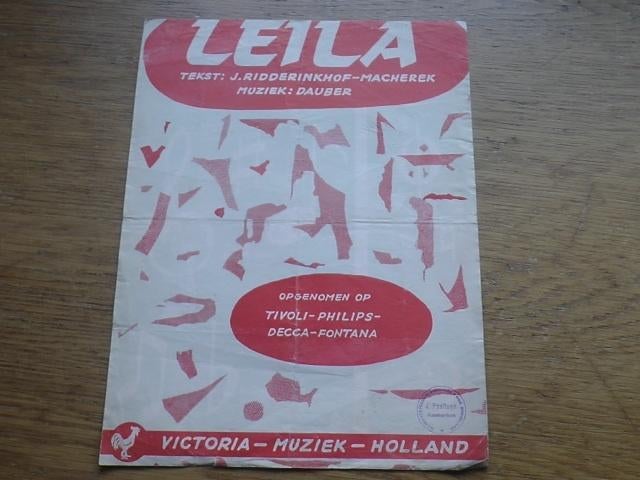 LEILA
TEKST: J. RIDDERINKHOF-MACHEREK
MUZIEK: DAUBER
OPGENOMEN OP
TIVOLI-PHILIPS-
DECCA-FONTANA
VICTORIA-MUZIEK-HOLLAND